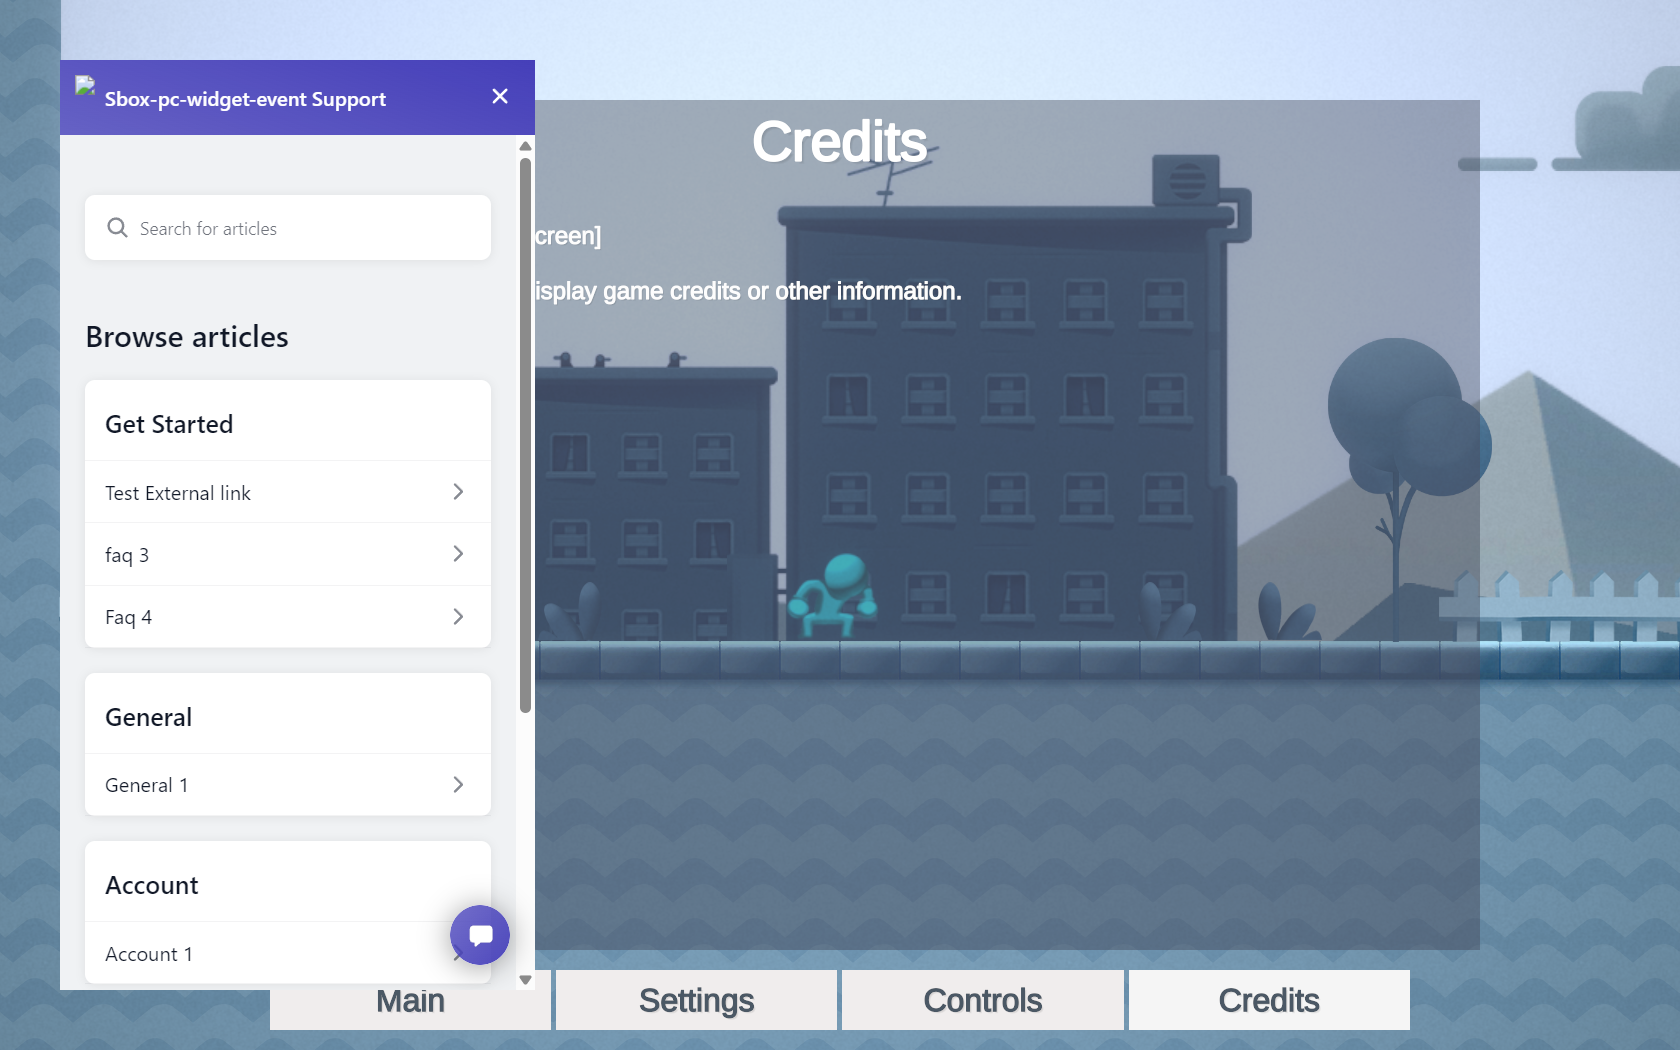 Sbox-pc-widget-event Support
Search for articles
Browse articles
Get Started
Test External link
faq 3
Faq 4
General
General 1
Account
Account 1
Credits
creen]
isplay game credits or other information.
Main
Settings
Controls
Credits